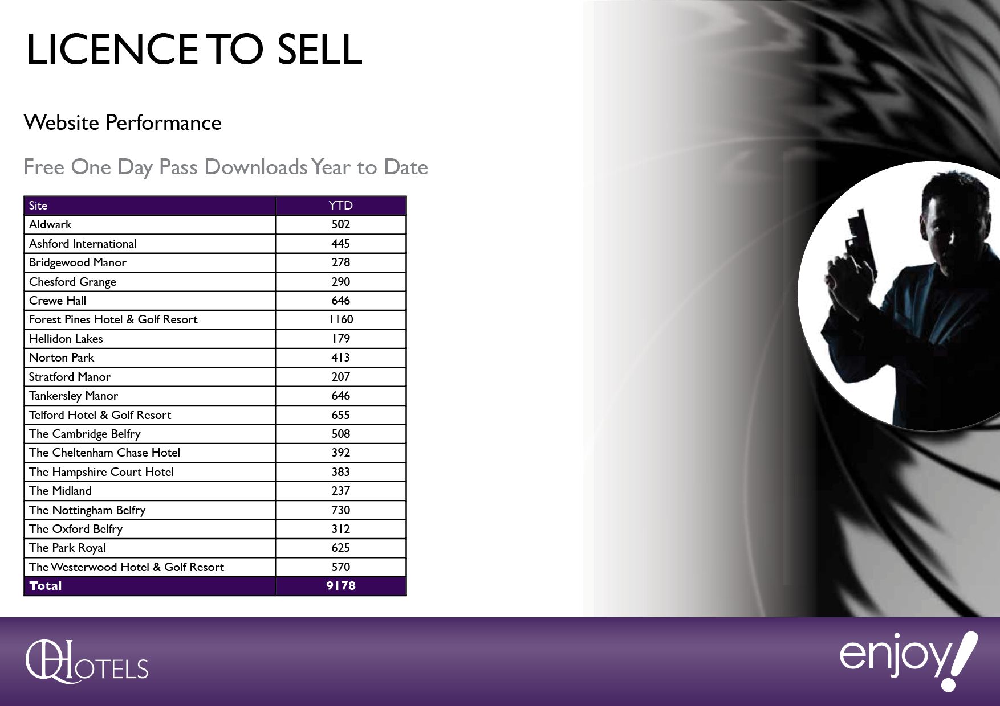 LICENCE TO SELL
Website Performance
Free One Day Pass Downloads Year to Date
Site YTD
Aldwark 502
Ashford International 445
Bridgewood Manor 278
Chesford Grange 290
Crewe Hall 646
Forest Pines Hotel & Golf Resort 1160
Hellidon Lakes 179
Norton Park 413
Stratford Manor 207
Tankersley Manor 646
Telford Hotel & Golf Resort 655
The Cambridge Belfry 508
The Cheltenham Chase Hotel 392
The Hampshire Court Hotel 383
The Midland 237
The Nottingham Belfry 730
The Oxford Belfry 312
The Park Royal 625
The Westerwood Hotel & Golf Resort 570
Total 9178
QHOTELS
enjoy!